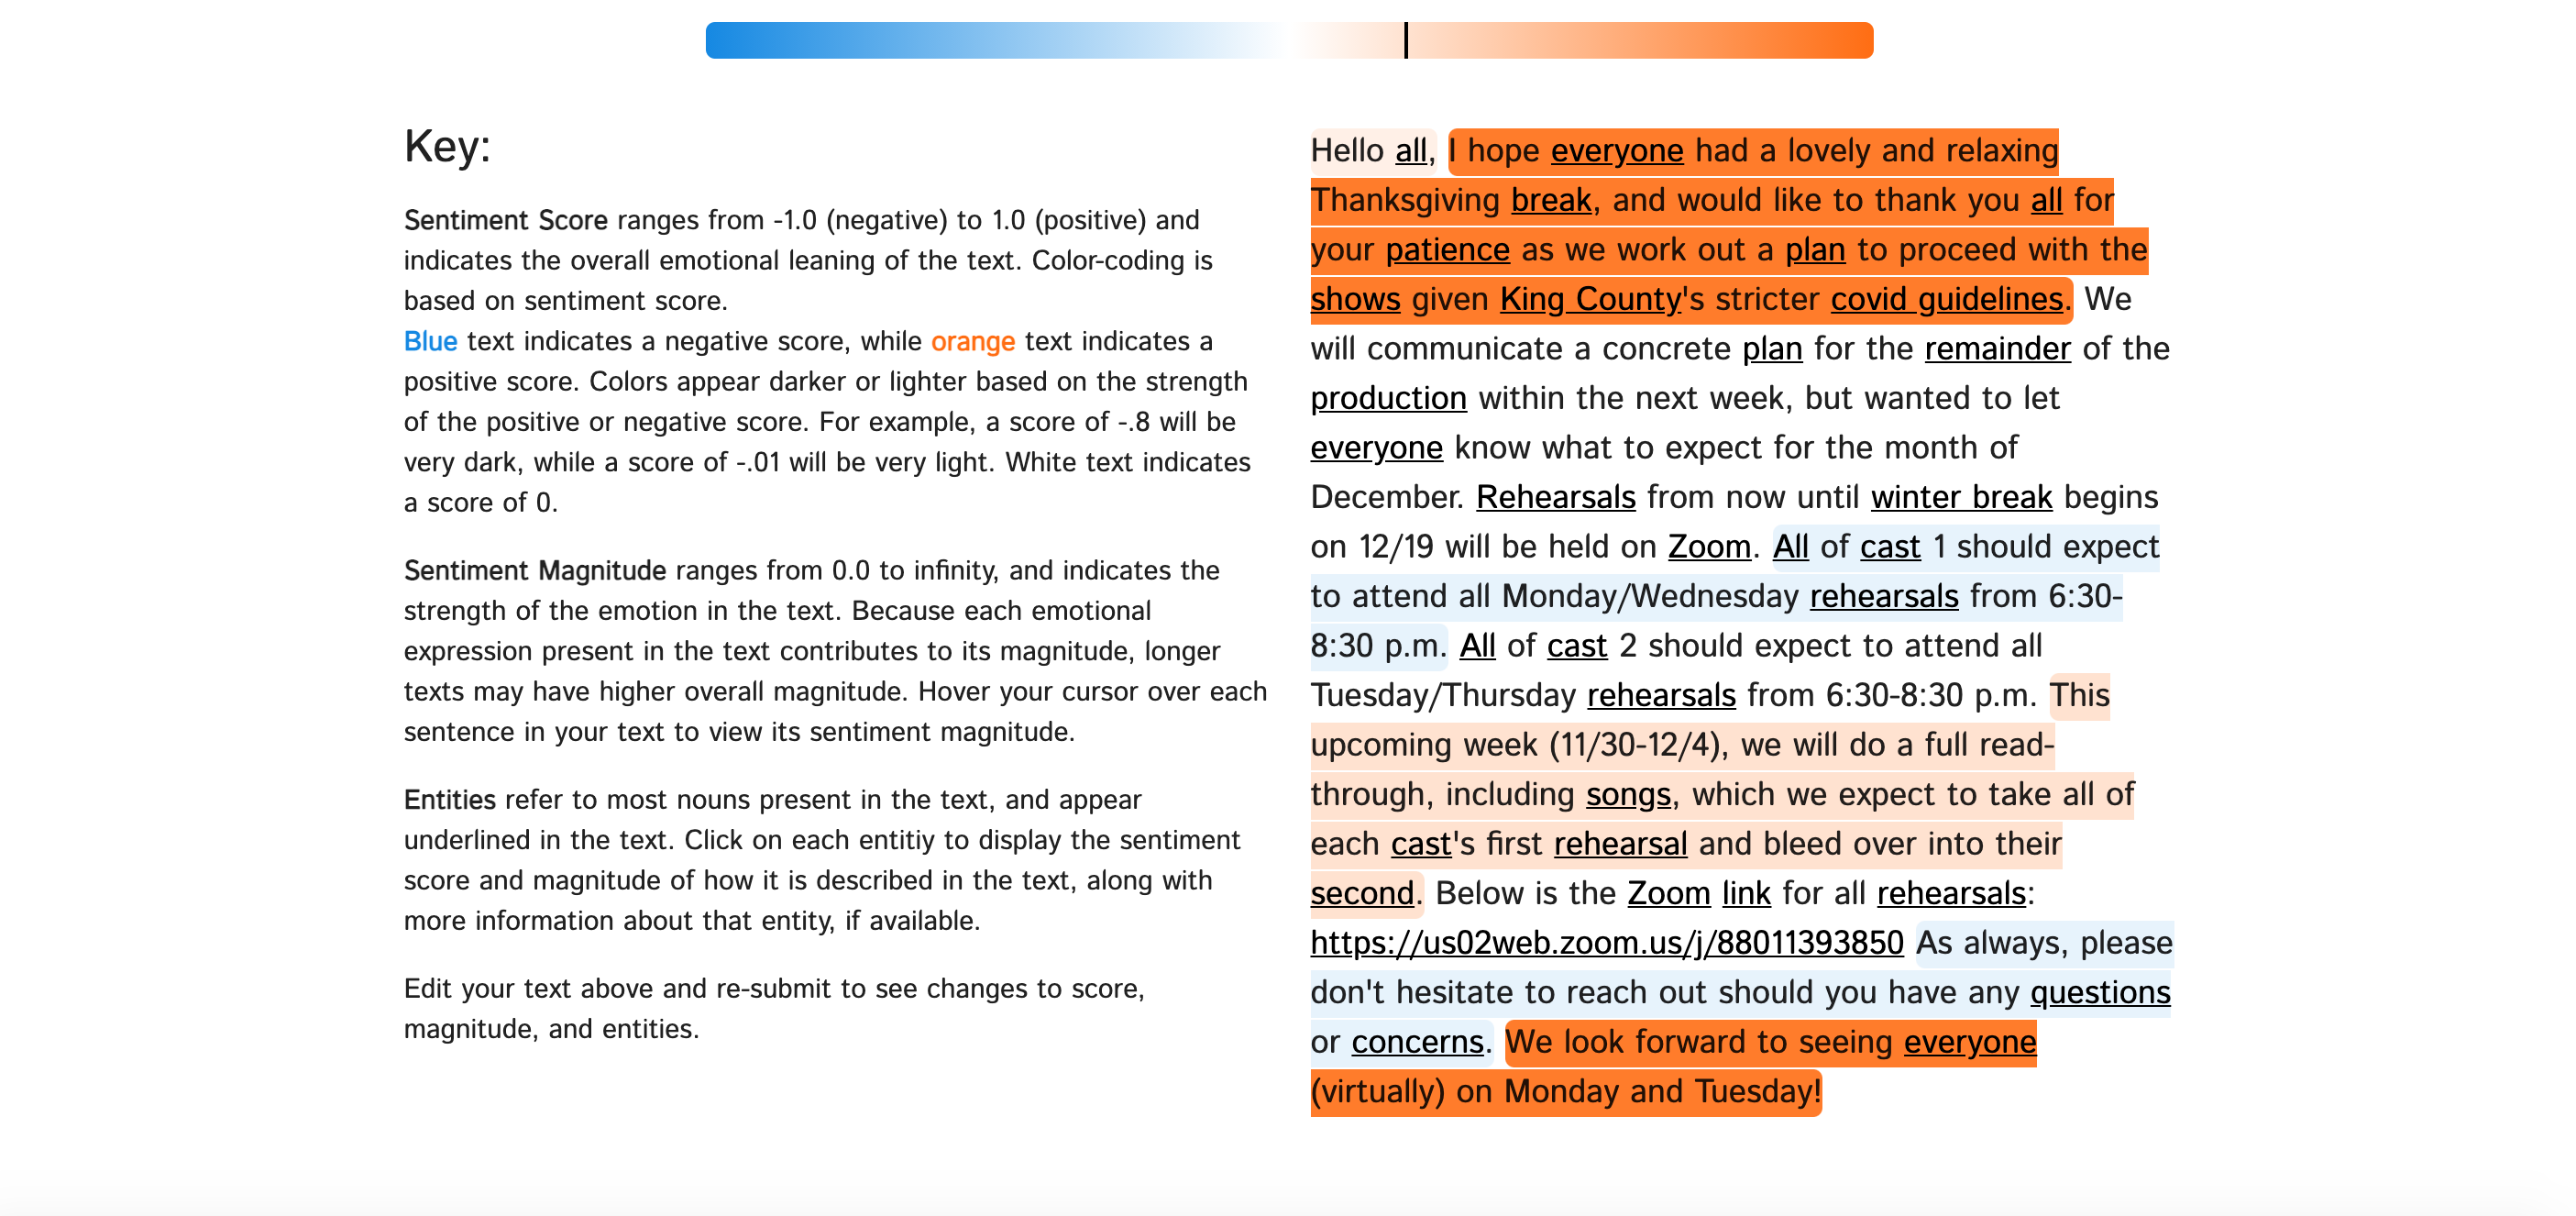 Key:
Sentiment Score ranges from -1.0 (negative) to 1.0 (positive) and
indicates the overall emotional leaning of the text. Color-coding is
based on sentiment score.
Blue text indicates a negative score, while orange text indicates a
positive score. Colors appear darker or lighter based on the strength
of the positive or negative score. For example, a score of -.8 will be
very dark, while a score of -.01 will be very light. White text indicates
a score of 0.
Sentiment Magnitude ranges from 0.0 to infinity, and indicates the
strength of the emotion in the text. Because each emotional
expression present in the text contributes to its magnitude, longer
texts may have higher overall magnitude. Hover your cursor over each
sentence in your text to view its sentiment magnitude.
Entities refer to most nouns present in the text, and appear
underlined in the text. Click on each entitiy to display the sentiment
score and magnitude of how it is described in the text, along with
more information about that entity, if available.
Edit your text above and re-submit to see changes to score,
magnitude, and entities.
Hello all, I hope everyone had a lovely and relaxing
Thanksgiving break, and would like to thank you all for
your patience as we work out a plan to proceed with the
shows given King County's stricter covid guidelines. We
will communicate a concrete plan for the remainder of the
production within the next week, but wanted to let
everyone know what to expect for the month of
December. Rehearsals from now until winter break begins
on 12/19 will be held on Zoom. All of cast 1 should expect
to attend all Monday/Wednesday rehearsals from 6:30-
8:30 p.m. All of cast 2 should expect to attend all
Tuesday/Thursday rehearsals from 6:30-8:30 p.m. This
upcoming week (11/30-12/4), we will do a full read-
through, including songs, which we expect to take all of
each cast's first rehearsal and bleed over into their
second. Below is the Zoom link for all rehearsals:
https://us02web.zoom.us/j/88011393850 As always, please
don't hesitate to reach out should you have any questions
or concerns. We look forward to seeing everyone
(virtually) on Monday and Tuesday!